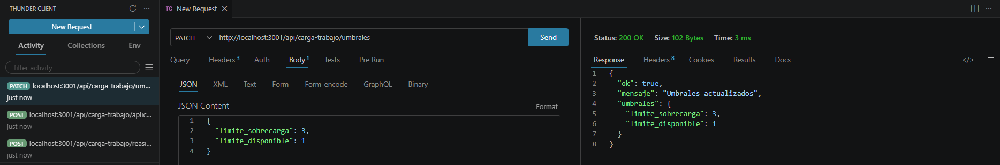 THUNDER CLIENT
New Request
Activity Collections Env
filter activity
PATCH localhost:3001/api/carga-trabajo/um...
just now
POST localhost:3001/api/carga-trabajo/aplic...
just now
POST localhost:3001/api/carga-trabajo/reasi...
just now
TC New Request
PATCH http://localhost:3001/api/carga-trabajo/umbrales Send
Query Headers 3 Auth Body 1 Tests Pre Run
JSON XML Text Form Form-encode GraphQL Binary
JSON Content Format
1 {
2 "limite_sobrecarga": 3,
3 "limite_disponible": 1
4 }
Status: 200 OK Size: 102 Bytes Time: 3 ms
Response Headers 8 Cookies Results Docs </>
1 {
2 "ok": true,
3 "mensaje": "Umbrales actualizados",
4 "umbrales": {
5 "limite_sobrecarga": 3,
6 "limite_disponible": 1
7 }
8 }